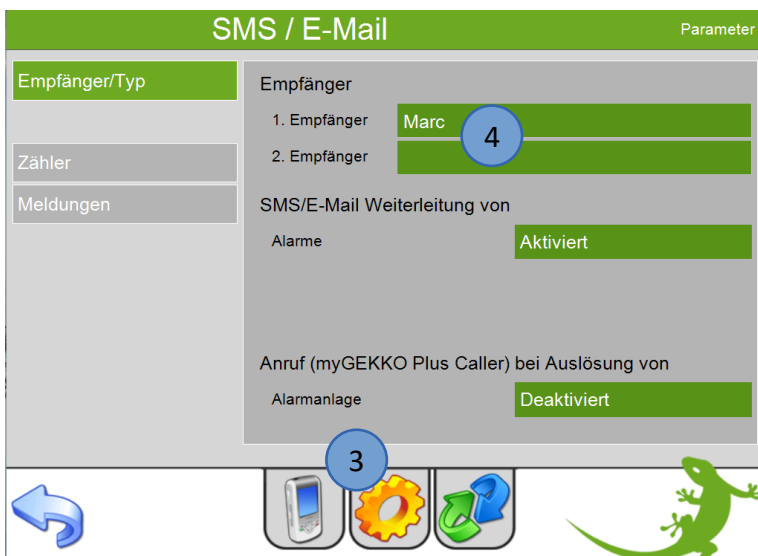 SMS / E-Mail
Parameter
Empfänger/Typ
Zähler
Meldungen
Empfänger
1. Empfänger
Marc
4
2. Empfänger
SMS/E-Mail Weiterleitung von
Alarme
Aktiviert
Anruf (myGEKKO Plus Caller) bei Auslösung von
Alarmanlage
Deaktiviert
3